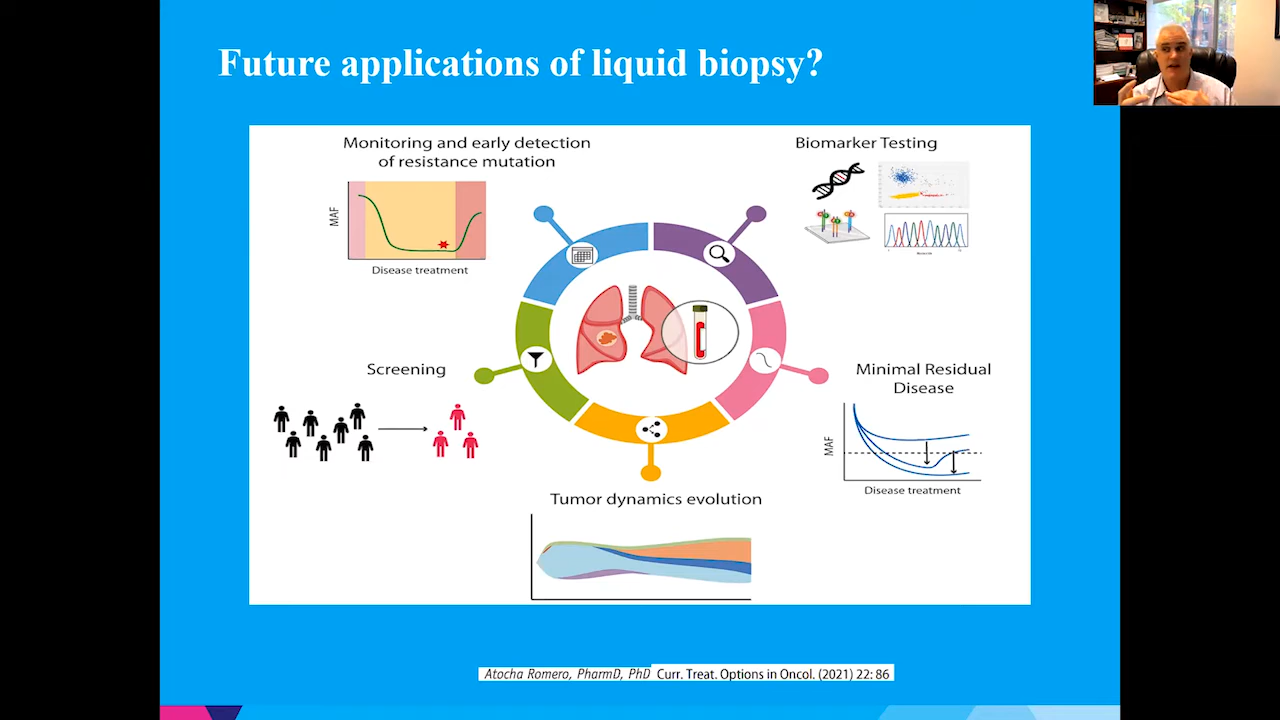 Future applications of liquid biopsy?
Monitoring and early detection
of resistance mutation
MAF
Disease treatment
Biomarker Testing
Screening
Minimal Residual
Disease
MAF
Disease treatment
Tumor dynamics evolution
Atocha Romero, PharmD, PhD Curr. Treat. Options in Oncol. (2021) 22: 86